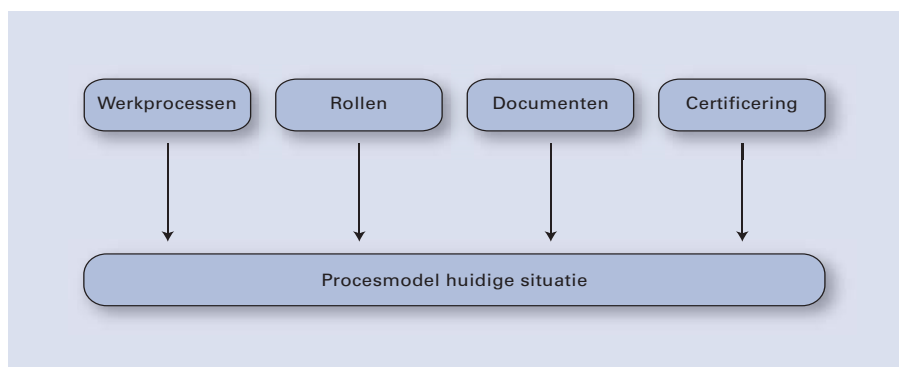 Werkprocessen
Rollen
Documenten
Certificering
Procesmodel huidige situatie